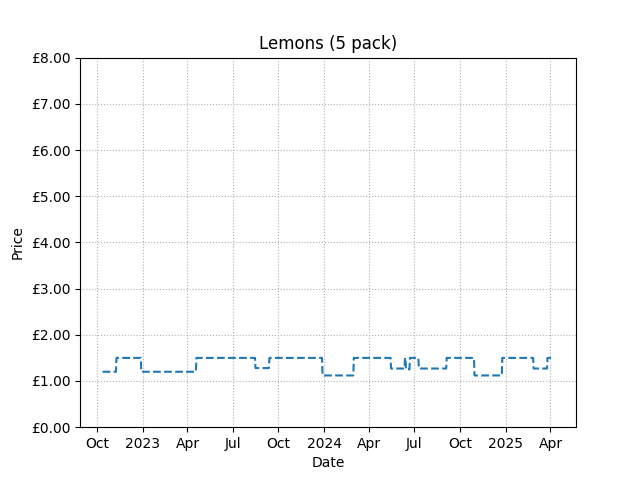 Lemons (5 pack)
£8.00
£7.00
£6.00
£5.00
£4.00
£3.00
£2.00
£1.00
£0.00
Price
Oct 2023 Apr Jul Oct 2024 Apr Jul Oct 2025 Apr
Date